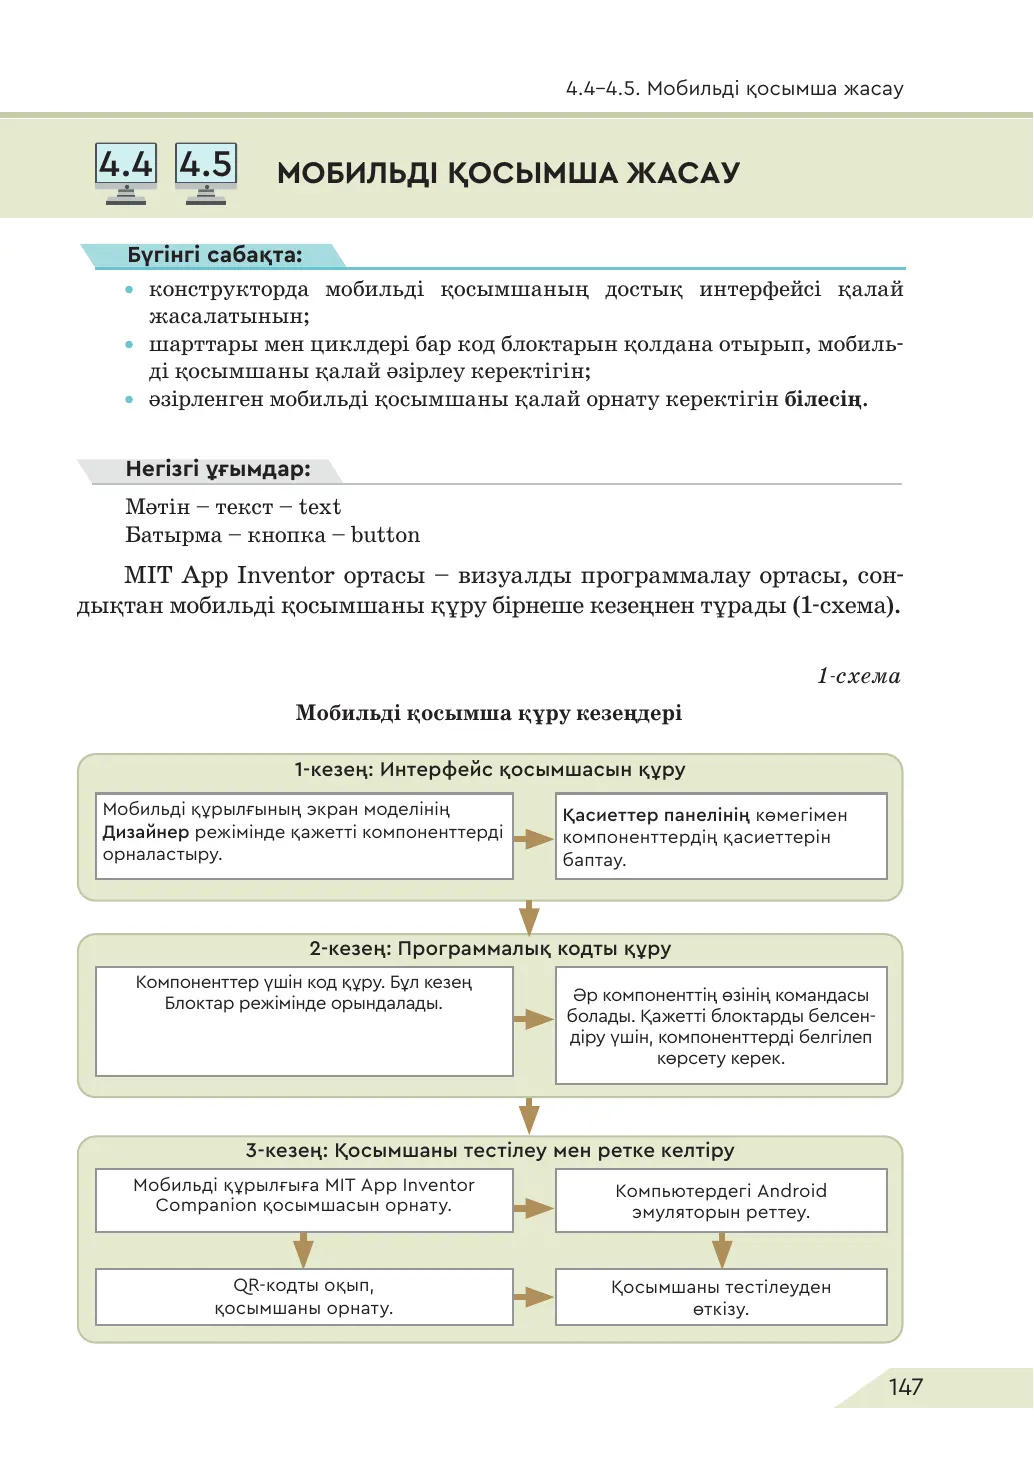 4.4–4.5. Мобильді қосымша жасау
4.4 4.5 МОБИЛЬДІ ҚОСЫМША ЖАСАУ
Бүгінгі сабақта:
• конструкторда мобильді қосымшаның достық интерфейсі қалай
жасалатынын;
• шарттары мен циклдері бар код блоктарын қолдана отырып, мобиль-
ді қосымшаны қалай әзірлеу керектігін;
• әзірленген мобильді қосымшаны қалай орнату керектігін білесің.
Негізгі ұғымдар:
Мәтін – текст – text
Батырма – кнопка – button
MIT App Inventor ортасы – визуалды программалау ортасы, сон-
дықтан мобильді қосымшаны құру бірнеше кезеңнен тұрады (1-схема).
1-схема
Мобильді қосымша құру кезеңдері
1-кезең: Интерфейс қосымшасын құру
Мобильді құрылғының экран моделінің
Дизайнер режімінде қажетті компоненттерді
орналастыру.
Қасиеттер панелінің көмегімен
компоненттердің қасиеттерін
баптау.
2-кезең: Программалық кодты құру
Компоненттер үшін код құру. Бұл кезең
Блоктар режімінде орындалады.
Әр компоненттің өзінің командасы
болады. Қажетті блоктарды белсен-
діру үшін, компоненттерді белгілеп
көрсету керек.
3-кезең: Қосымшаны тестілеу мен ретке келтіру
Мобильді құрылғыға MIT App Inventor
Companion қосымшасын орнату.
Компьютердегі Android
эмуляторын реттеу.
QR-кодты оқып,
қосымшаны орнату.
Қосымшаны тестілеуден
өткізу.
147